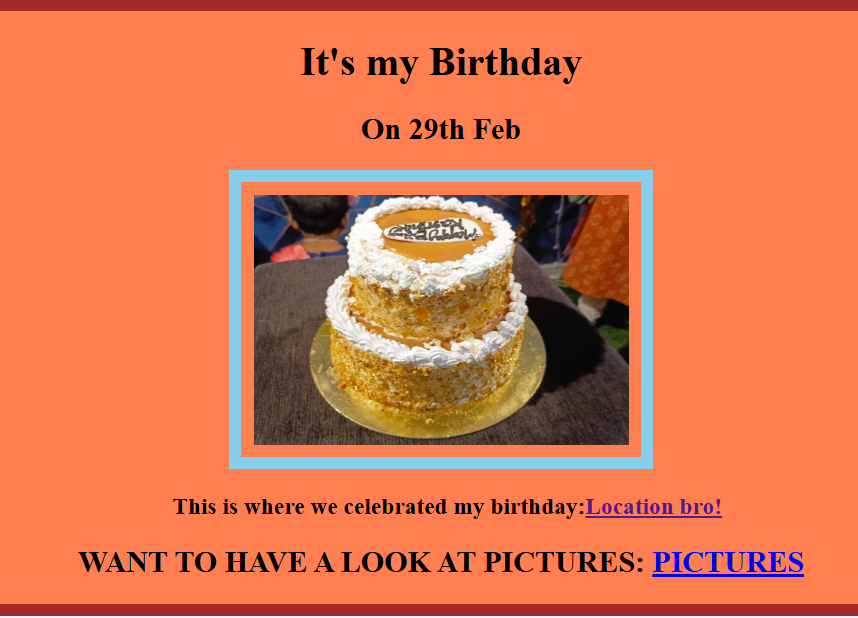 It's my Birthday
On 29th Feb
This is where we celebrated my birthday:Location bro!
WANT TO HAVE A LOOK AT PICTURES: PICTURES